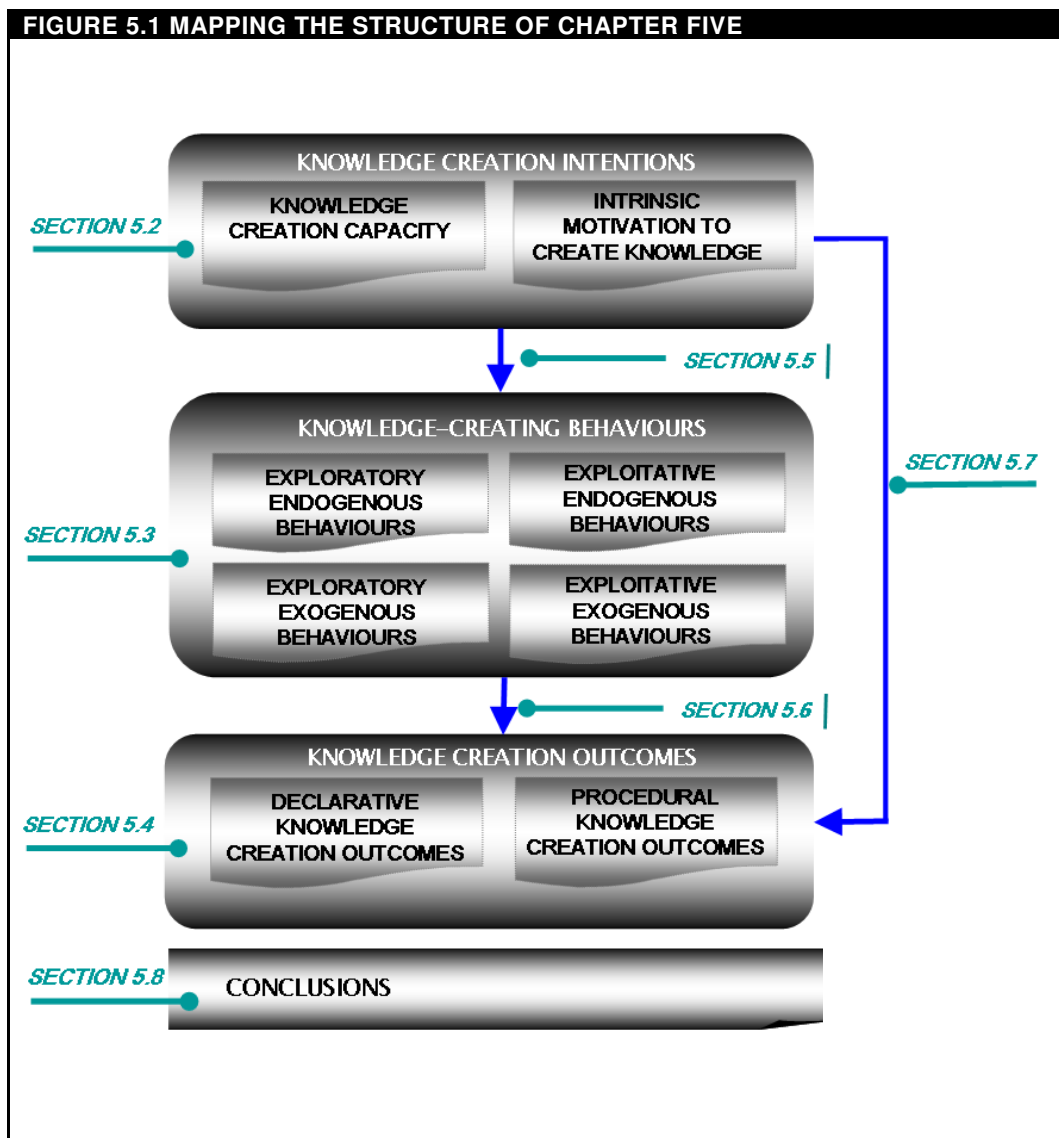 FIGURE 5.1 MAPPING THE STRUCTURE OF CHAPTER FIVE
KNOWLEDGE CREATION INTENTIONS
SECTION 5.2
KNOWLEDGE
CREATION CAPACITY
INTRINSIC
MOTIVATION TO
CREATE KNOWLEDGE
SECTION 5.5
KNOWLEDGE-CREATING BEHAVIOURS
SECTION 5.3
EXPLORATORY
ENDOGENOUS
BEHAVIOURS
EXPLOITATIVE
ENDOGENOUS
BEHAVIOURS
SECTION 5.7
EXPLORATORY
EXOGENOUS
BEHAVIOURS
EXPLOITATIVE
EXOGENOUS
BEHAVIOURS
SECTION 5.6
KNOWLEDGE CREATION OUTCOMES
SECTION 5.4
DECLARATIVE
KNOWLEDGE
CREATION OUTCOMES
PROCEDURAL
KNOWLEDGE
CREATION OUTCOMES
SECTION 5.8
CONCLUSIONS